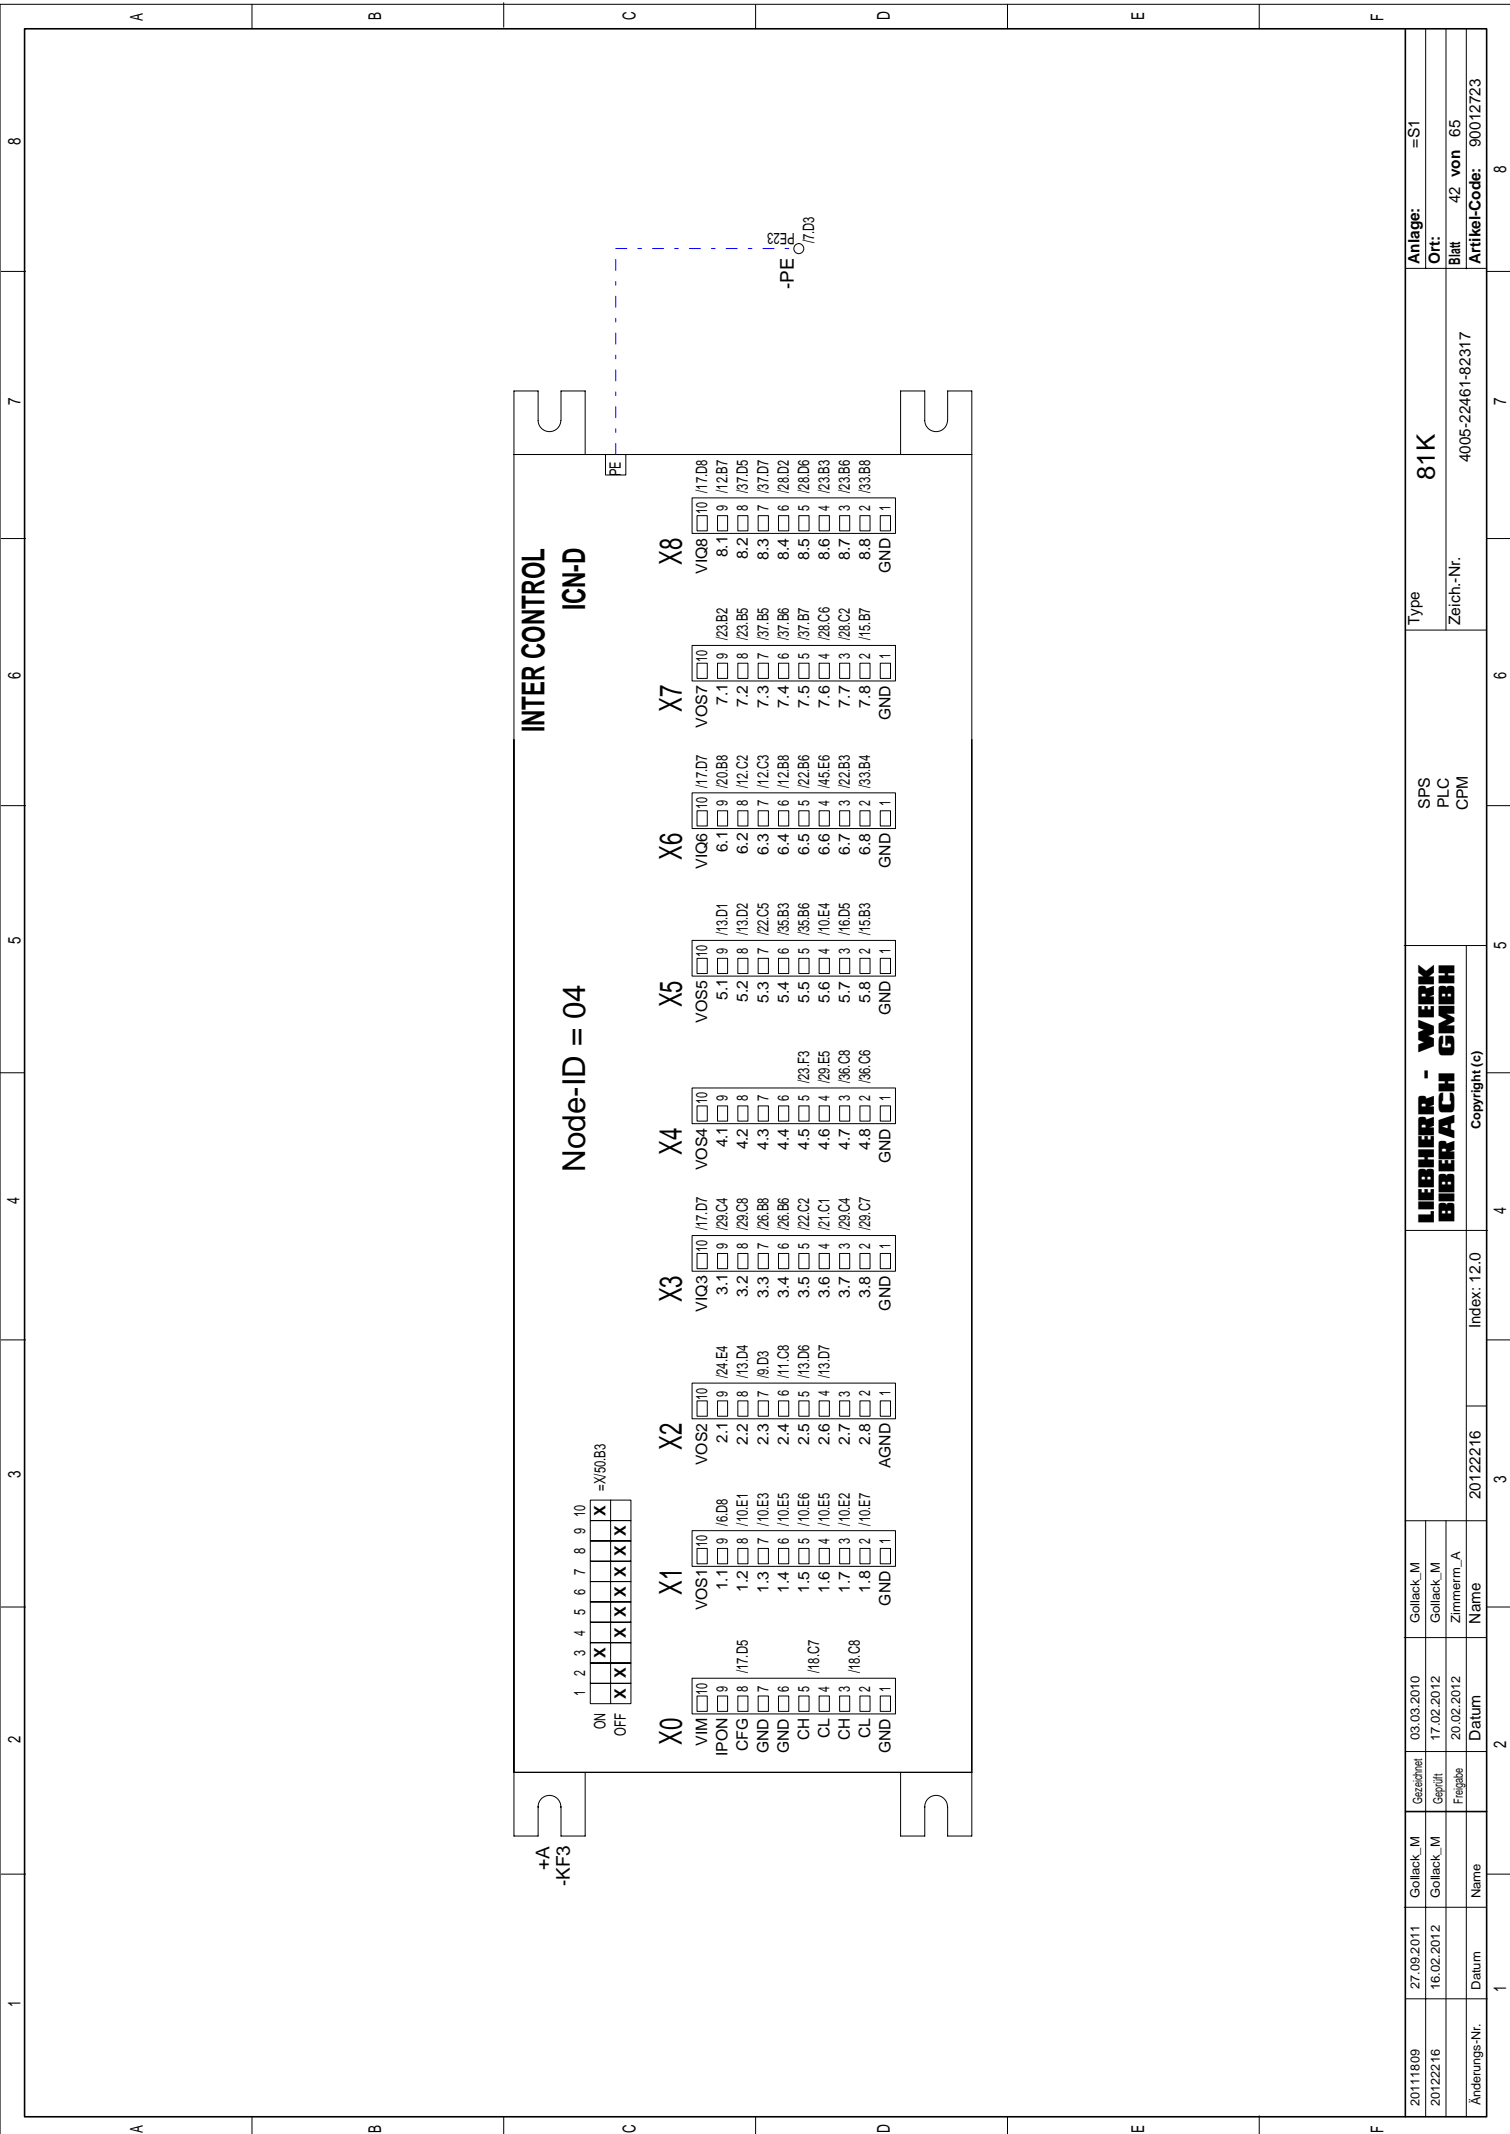 1 2 3 4 5 6 7 8
A
B
C
D
E
F
+A
-KF3
INTER CONTROL
ICN-D
Node-ID = 04
PE
1 2 3 4 5 6 7 8 9 10
ON X X =X/50.B3
OFF X X X X X X X X
X0
VIM 10
IPON 9
CFG 8 /17.D5
GND 7
GND 6
CH 5
CL 4 /18.C7
CH 3
CL 2 /18.C8
GND 1
X1
VOS1 10
1.1 9 /6.D8
1.2 8 /10.E1
1.3 7 /10.E3
1.4 6 /10.E5
1.5 5 /10.E6
1.6 4 /10.E5
1.7 3 /10.E2
1.8 2 /10.E7
GND 1
X2
VOS2 10
2.1 9 /24.E4
2.2 8 /13.D4
2.3 7 /9.D3
2.4 6 /11.C8
2.5 5 /13.D6
2.6 4 /13.D7
2.7 3
2.8 2
AGND 1
X3
VIQ3 10 /17.D7
3.1 9 /29.C4
3.2 8 /29.C8
3.3 7 /26.B8
3.4 6 /26.B6
3.5 5 /22.C2
3.6 4 /21.C1
3.7 3 /29.C4
3.8 2 /29.C7
GND 1
X4
VOS4 10
4.1 9
4.2 8
4.3 7
4.4 6
4.5 5 /23.F3
4.6 4 /29.E5
4.7 3 /36.C8
4.8 2 /36.C6
GND 1
X5
VOS5 10
5.1 9 /13.D1
5.2 8 /13.D2
5.3 7 /22.C5
5.4 6 /35.B3
5.5 5 /35.B6
5.6 4 /10.E4
5.7 3 /16.D5
5.8 2 /15.B3
GND 1
X6
VIQ6 10 /17.D7
6.1 9 /20.B8
6.2 8 /12.C2
6.3 7 /12.C3
6.4 6 /12.B8
6.5 5 /22.B6
6.6 4 /45.E6
6.7 3 /22.B3
6.8 2 /33.B4
GND 1
X7
VOS7 10
7.1 9 /23.B2
7.2 8 /23.B5
7.3 7 /37.B5
7.4 6 /37.B6
7.5 5 /37.B7
7.6 4 /28.C6
7.7 3 /28.C2
7.8 2 /15.B7
GND 1
X8
VIQ8 10 /17.D8
8.1 9 /12.B7
8.2 8 /37.D5
8.3 7 /37.D7
8.4 6 /28.D2
8.5 5 /28.D6
8.6 4 /23.B3
8.7 3 /23.B6
8.8 2 /33.B8
GND 1
-PE
PE23
/7.D3
A
B
C
D
E
F
20111809 27.09.2011 Gollack_M Gezeichnet 03.03.2010 Gollack_M
20122216 16.02.2012 Gollack_M Geprüft 17.02.2012 Gollack_M
Freigabe 20.02.2012 Zimmerm_A
Änderungs-Nr. Datum Name Datum Name 20122216 Index: 12.0
LIEBHERR - WERK
BIBERACH GMBH
Copyright (c)
SPS
PLC
CPM
Type 81K
Zeich.-Nr. 4005-22461-82317
Anlage: =S1
Ort:
Blatt 42 von 65
Artikel-Code: 90012723
1 2 3 4 5 6 7 8